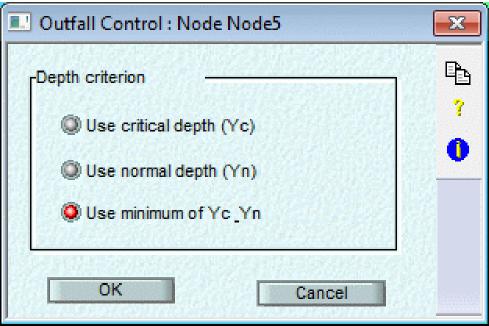 Outfall Control : Node Node5
Depth criterion
Use critical depth (Yc)
Use normal depth (Yn)
Use minimum of Yc_Yn
OK
Cancel